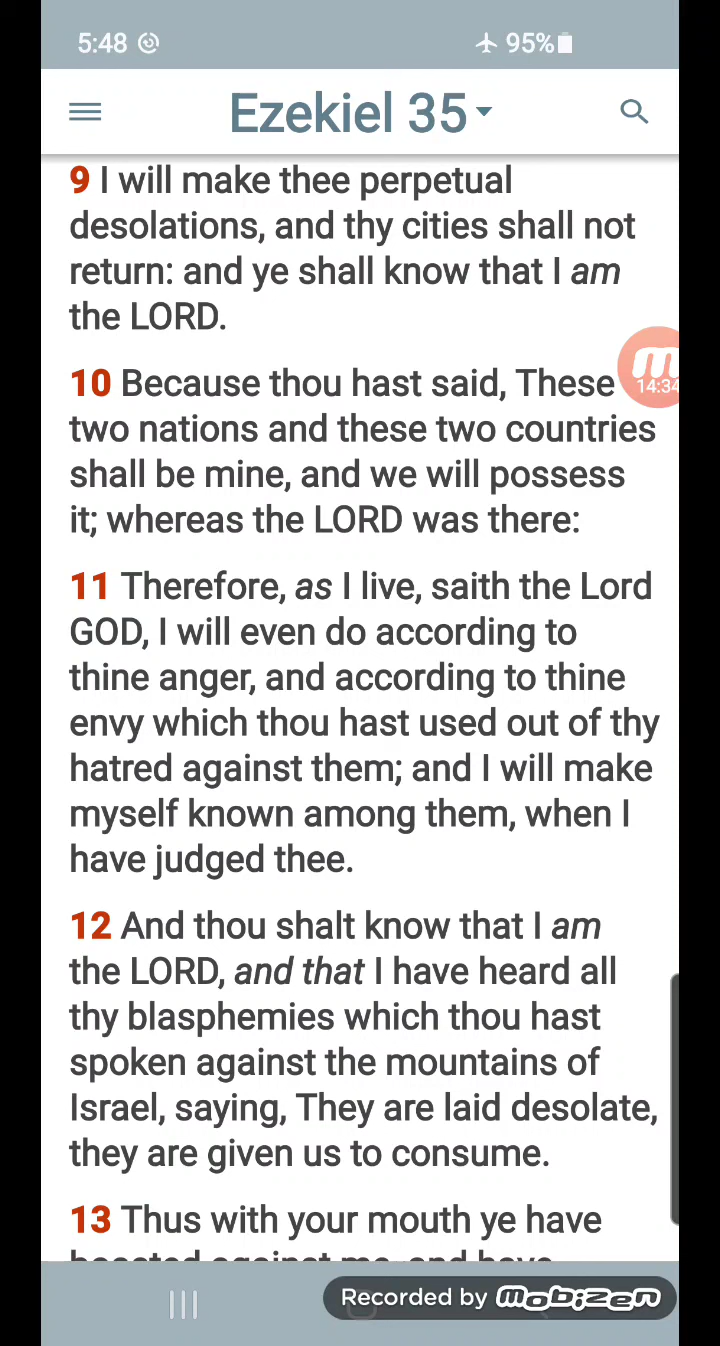 5:48 95%
Ezekiel 35
9 I will make thee perpetual
desolations, and thy cities shall not
return: and ye shall know that I am
the LORD.
10 Because thou hast said, These
two nations and these two countries
shall be mine, and we will possess
it; whereas the LORD was there:
11 Therefore, as I live, saith the Lord
GOD, I will even do according to
thine anger, and according to thine
envy which thou hast used out of thy
hatred against them; and I will make
myself known among them, when I
have judged thee.
12 And thou shalt know that I am
the LORD, and that I have heard all
thy blasphemies which thou hast
spoken against the mountains of
Israel, saying, They are laid desolate,
they are given us to consume.
13 Thus with your mouth ye have
boasted against me, and have
m
14:34
Recorded by mobizen